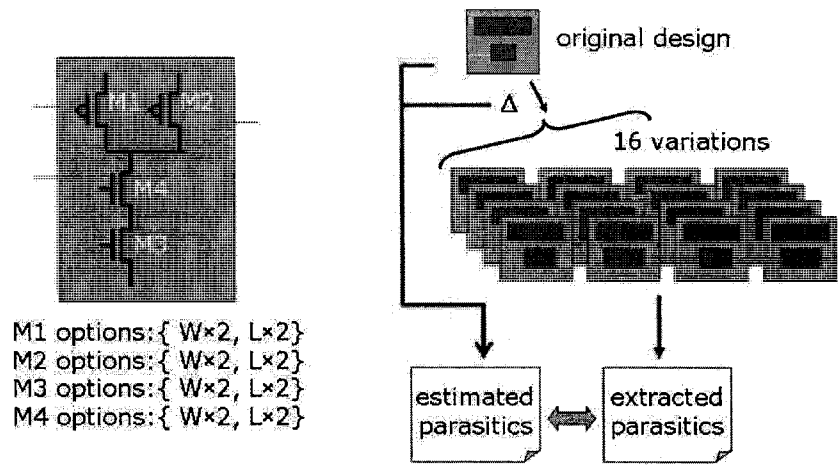 M1 M2
M4
M3
M1 options:{ W×2, L×2}
M2 options:{ W×2, L×2}
M3 options:{ W×2, L×2}
M4 options:{ W×2, L×2}
original design
Δ
16 variations
estimated
parasitics
extracted
parasitics